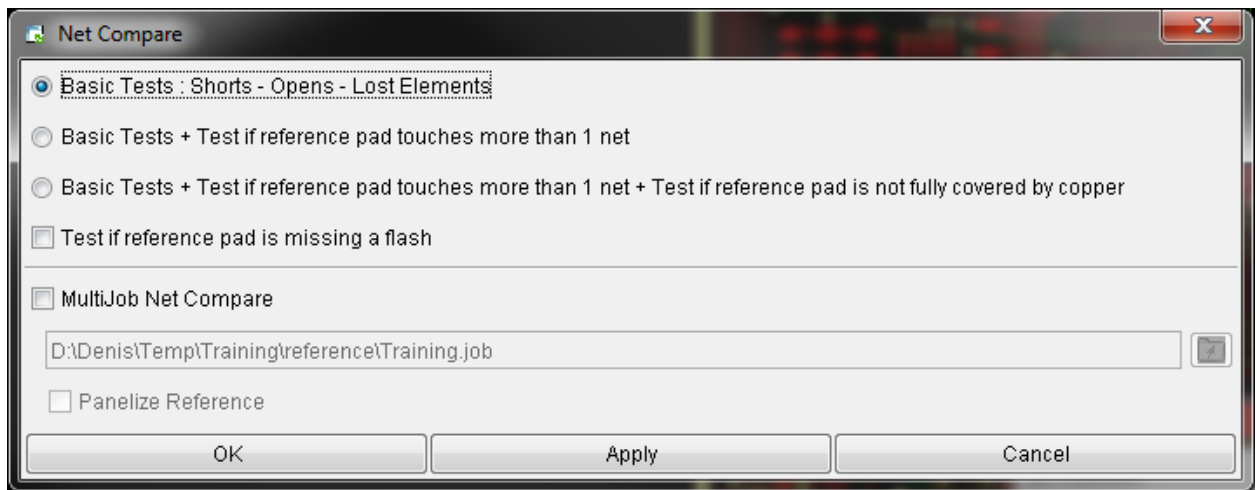 Net Compare
Basic Tests : Shorts - Opens - Lost Elements
Basic Tests + Test if reference pad touches more than 1 net
Basic Tests + Test if reference pad touches more than 1 net + Test if reference pad is not fully covered by copper
Test if reference pad is missing a flash
MultiJob Net Compare
D:\Denis\Temp\Training\reference\Training.job
Panelize Reference
OK Apply Cancel